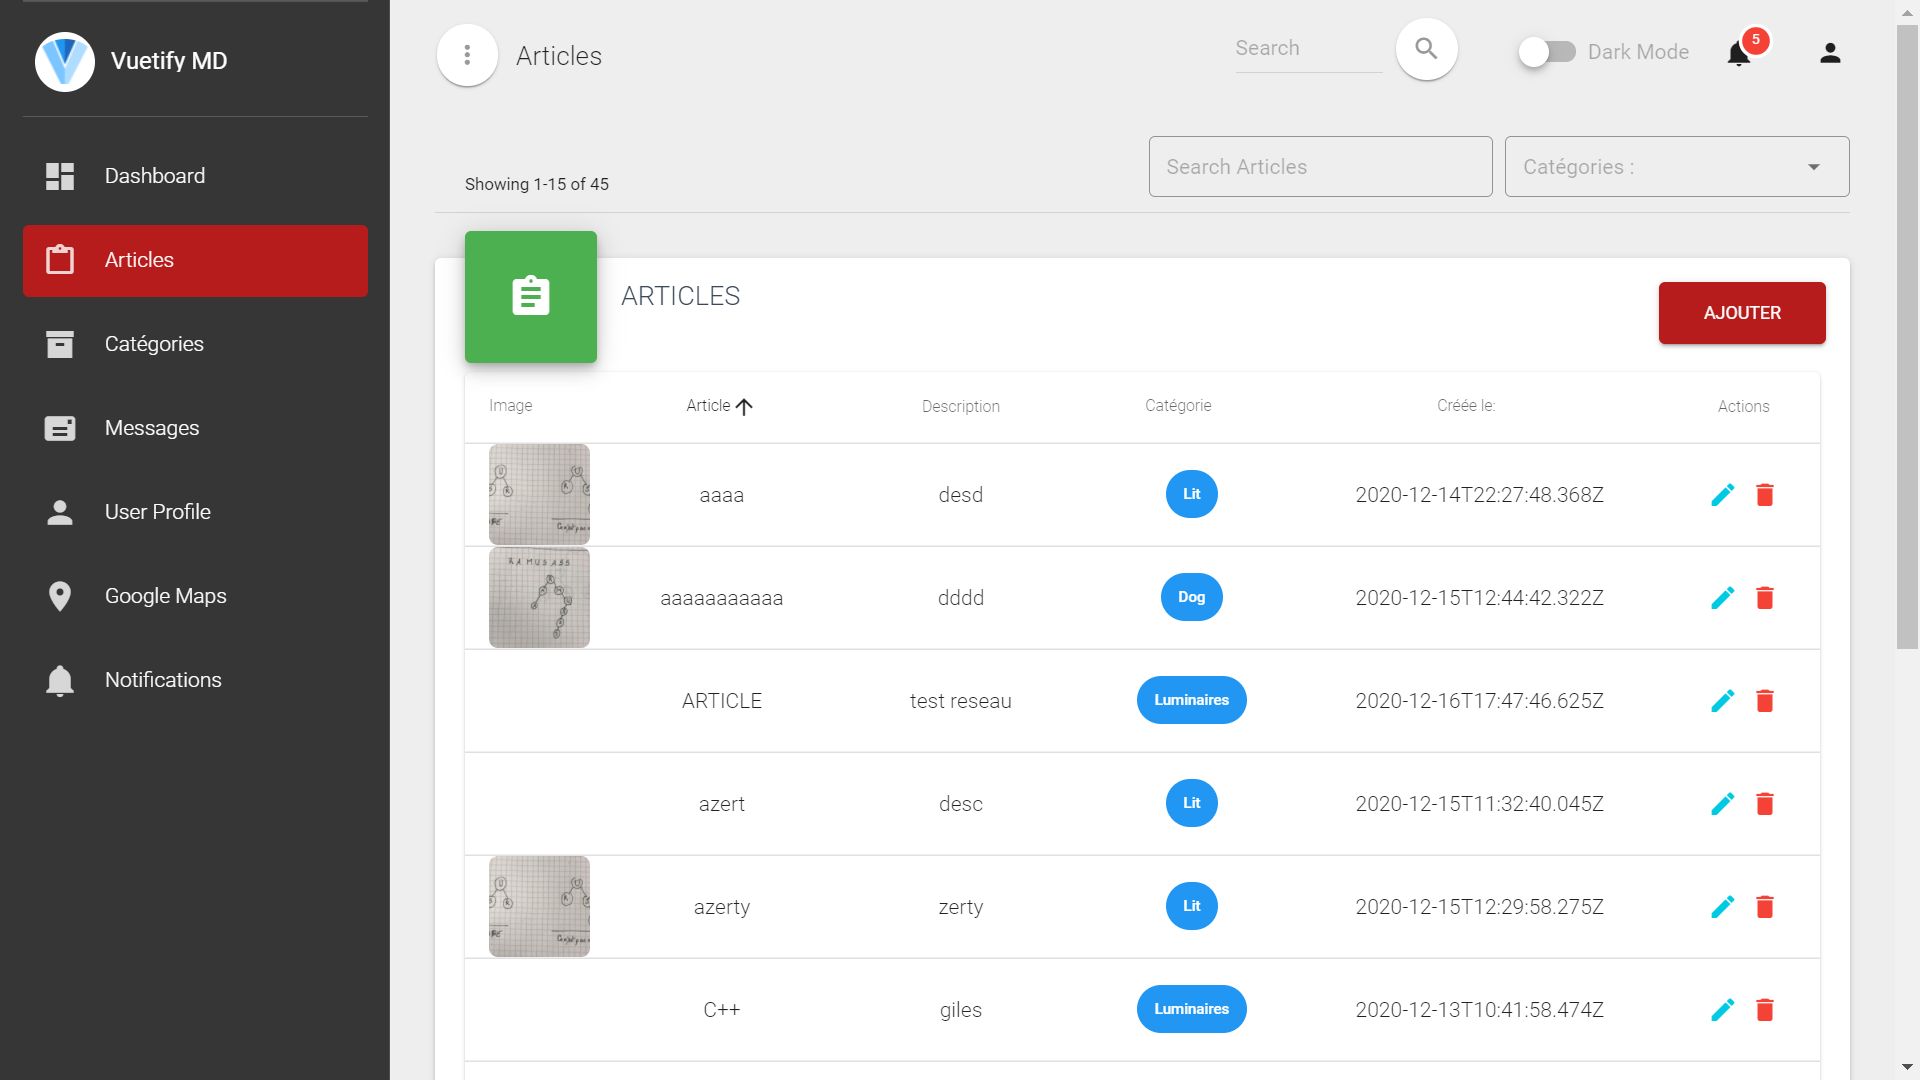 Vuetify MD
Dashboard
Articles
Catégories
Messages
User Profile
Google Maps
Notifications
Articles
Search
Dark Mode
5
Showing 1-15 of 45
Search Articles
Catégories :
ARTICLES
AJOUTER
Image Article Description Catégorie Créée le: Actions
aaaa desd Lit 2020-12-14T22:27:48.368Z
RAMUSASS
aaaaaaaaaaa dddd Dog 2020-12-15T12:44:42.322Z
ARTICLE test reseau Luminaires 2020-12-16T17:47:46.625Z
azert desc Lit 2020-12-15T11:32:40.045Z
azerty zerty Lit 2020-12-15T12:29:58.275Z
C++ giles Luminaires 2020-12-13T10:41:58.474Z